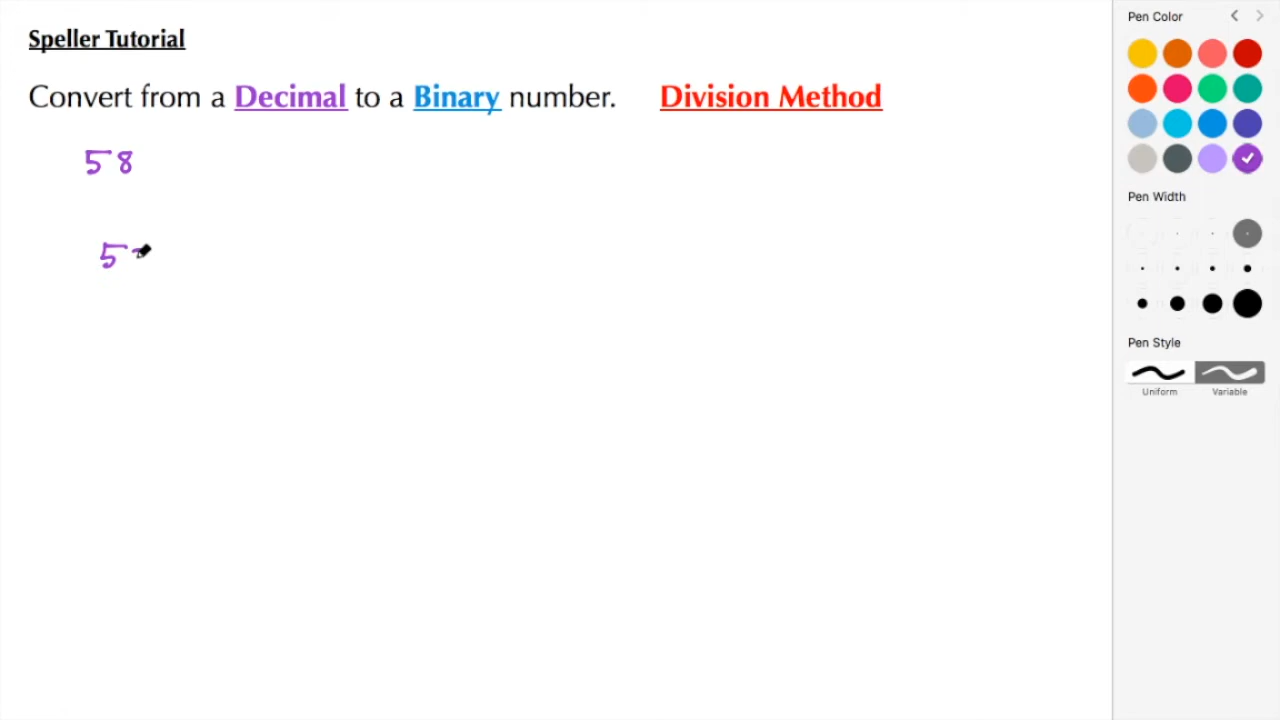 Speller Tutorial
Convert from a Decimal to a Binary number. Division Method
58
5
Pen Color
Pen Width
Pen Style
Uniform Variable